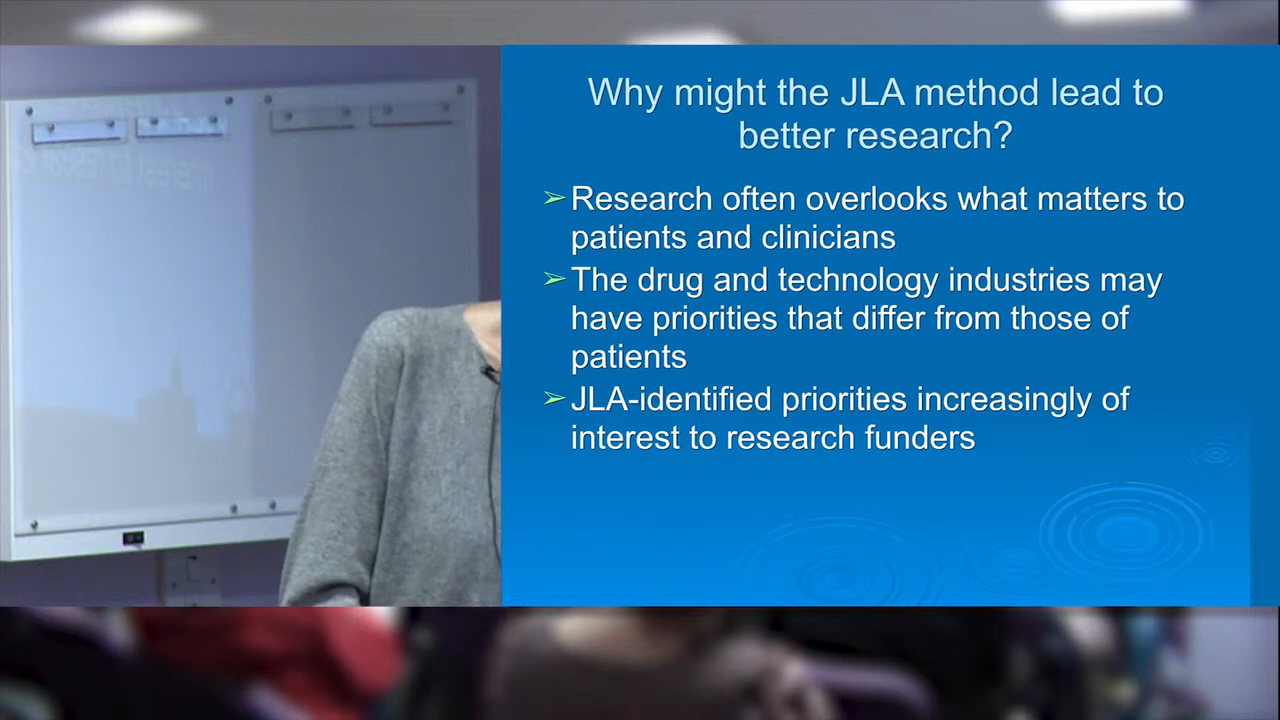 Why might the JLA method lead to
better research?
➢Research often overlooks what matters to
patients and clinicians
➢The drug and technology industries may
have priorities that differ from those of
patients
➢JLA-identified priorities increasingly of
interest to research funders